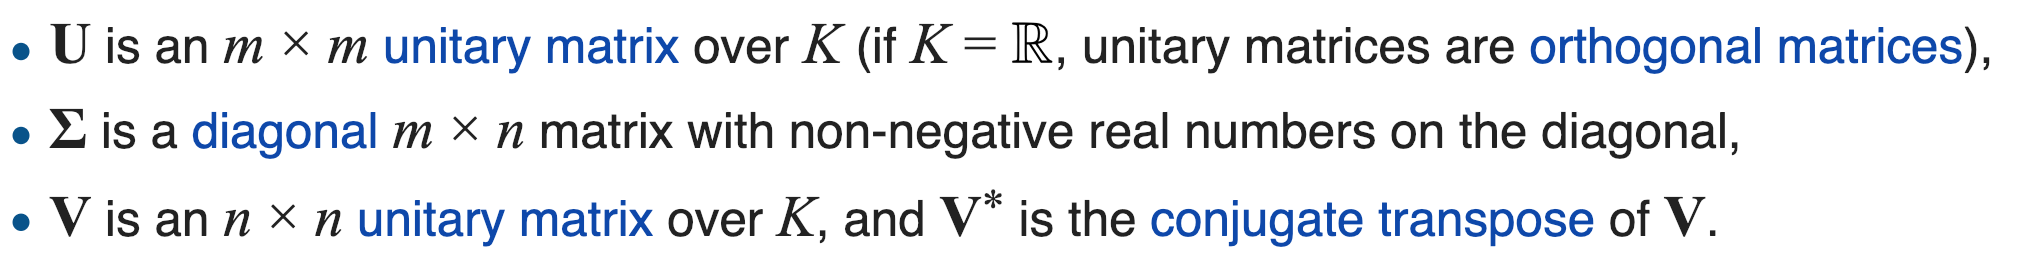 • U is an m × m unitary matrix over K (if K = ℝ, unitary matrices are orthogonal matrices),
• Σ is a diagonal m × n matrix with non-negative real numbers on the diagonal,
• V is an n × n unitary matrix over K, and V* is the conjugate transpose of V.